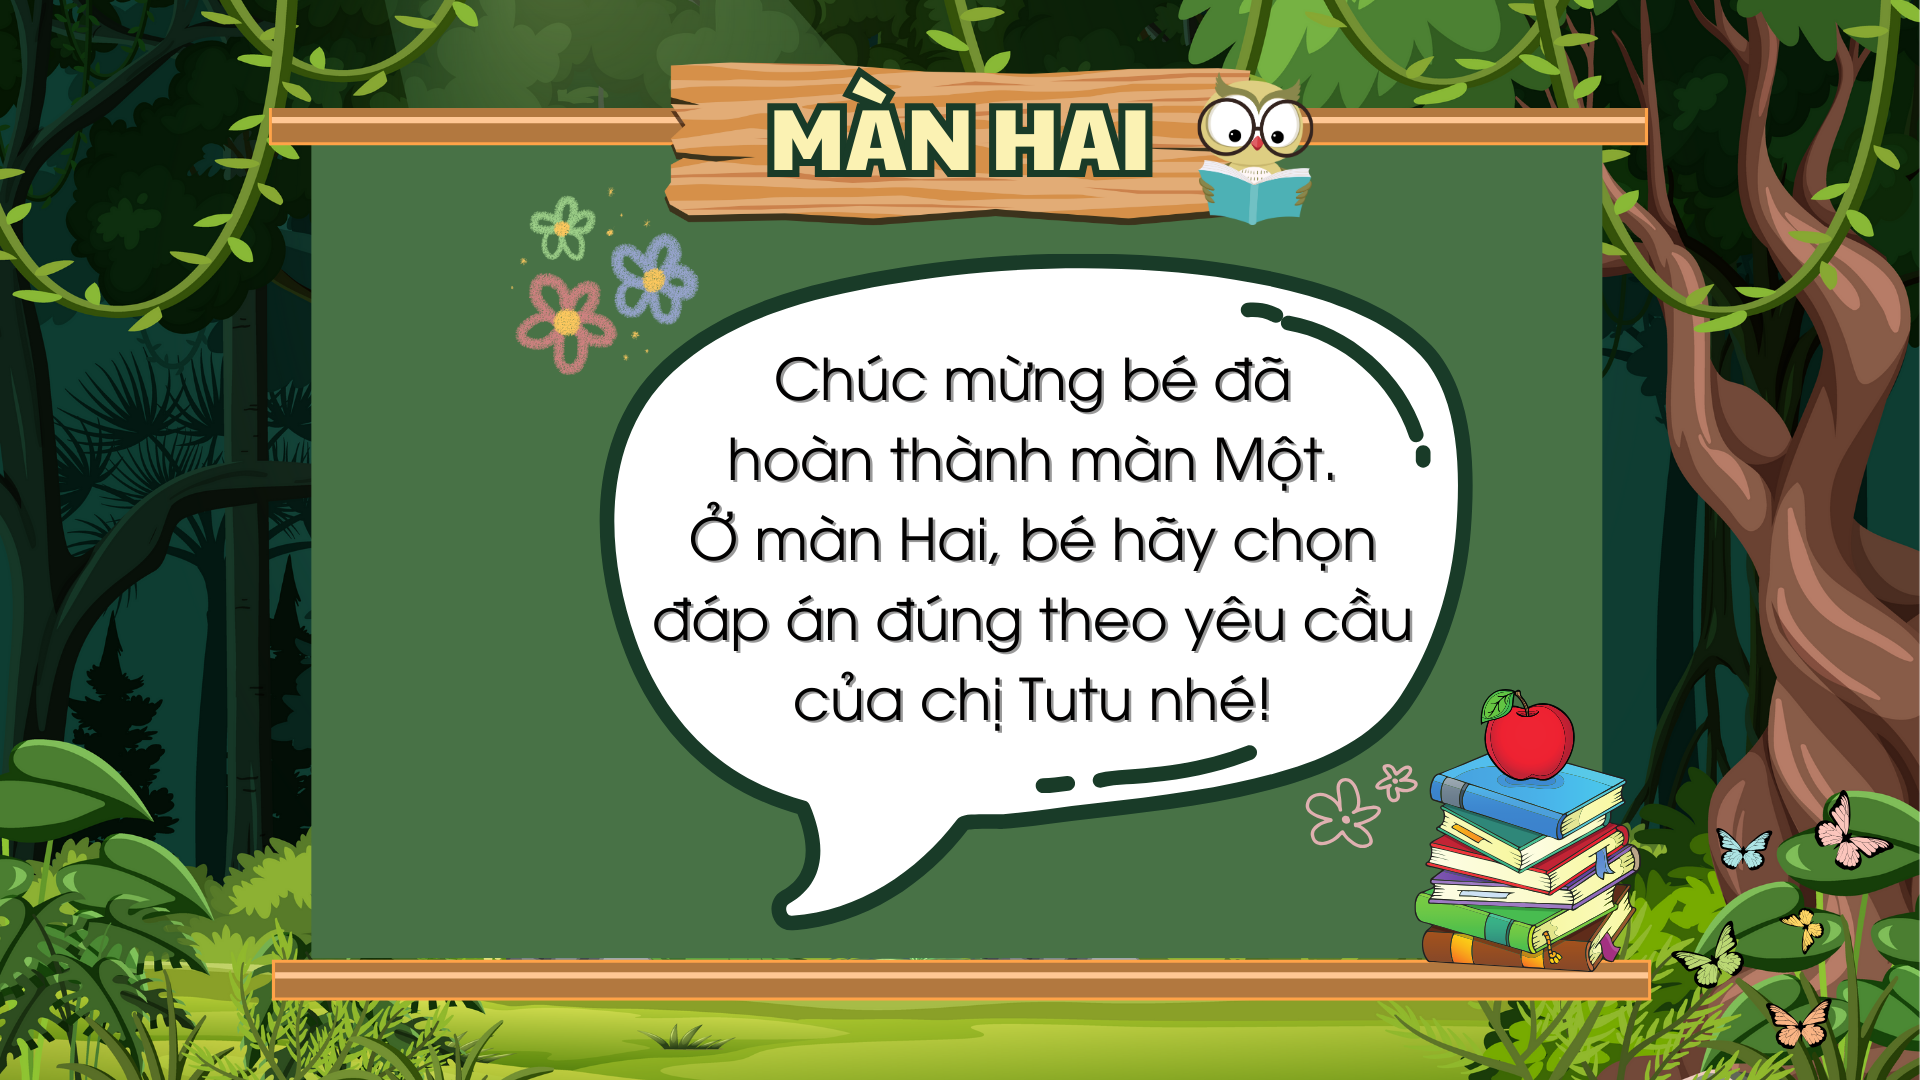 MÀN HAI
Chúc mừng bé đã
hoàn thành màn Một.
Ở màn Hai, bé hãy chọn
đáp án đúng theo yêu cầu
của chị Tutu nhé!